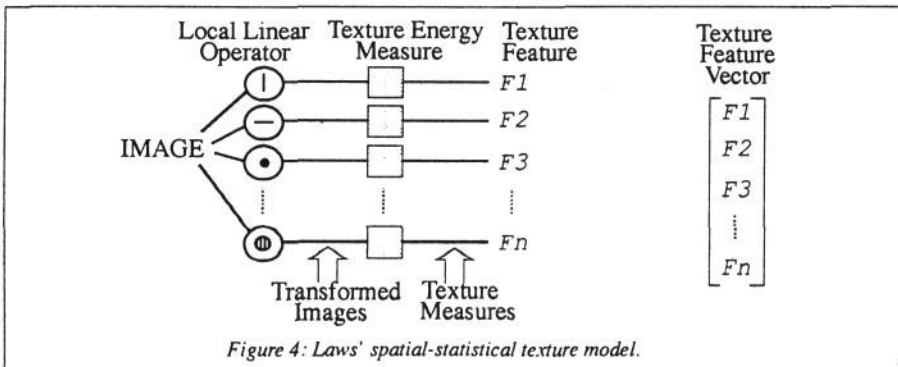 Local Linear Operator
Texture Energy Measure
Texture Feature
Texture Feature Vector
IMAGE
F1
F2
F3
Fn
F1
F2
F3
Fn
Transformed Images
Texture Measures
Figure 4: Laws' spatial-statistical texture model.